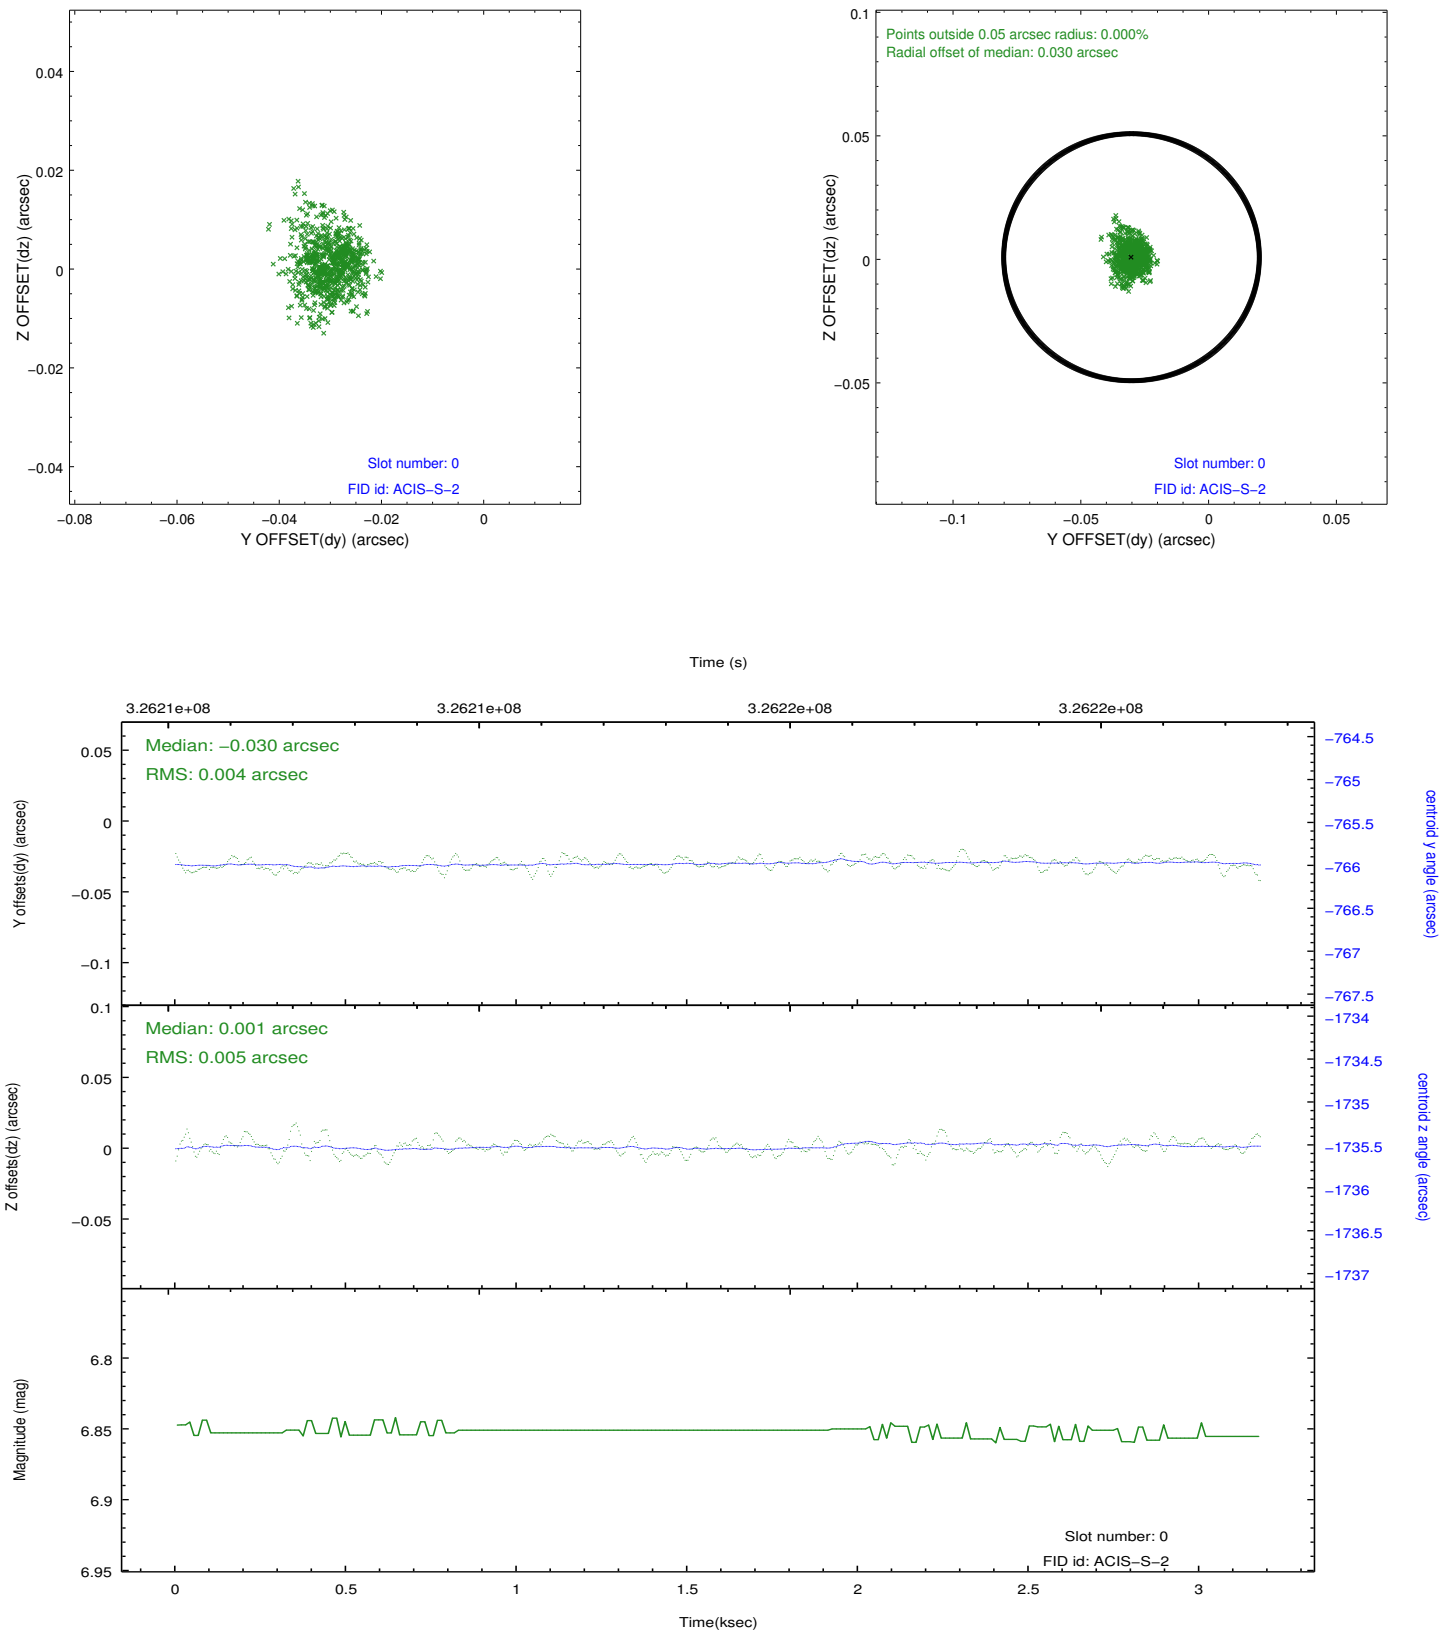 0.04
0.02
0
−0.02
−0.04
Z OFFSET(dz) (arcsec)
Slot number: 0
FID id: ACIS−S−2
−0.08
−0.06
−0.04
−0.02
0
Y OFFSET(dy) (arcsec)
0.1
0.05
0
−0.05
Z OFFSET(dz) (arcsec)
Points outside 0.05 arcsec radius: 0.000%
Radial offset of median: 0.030 arcsec
Slot number: 0
FID id: ACIS−S−2
−0.1
−0.05
0
0.05
Y OFFSET(dy) (arcsec)
Time (s)
3.2621e+08
3.2621e+08
3.2622e+08
3.2622e+08
Median: −0.030 arcsec
RMS: 0.004 arcsec
0.05
0
−0.05
−0.1
Y offsets(dy) (arcsec)
−764.5
−765
−765.5
−766
−766.5
−767
−767.5
centroid y angle (arcsec)
Median: 0.001 arcsec
RMS: 0.005 arcsec
0.1
0.05
0
−0.05
Z offsets(dz) (arcsec)
−1734
−1734.5
−1735
−1735.5
−1736
−1736.5
−1737
centroid z angle (arcsec)
6.8
6.85
6.9
6.95
Magnitude (mag)
Slot number: 0
FID id: ACIS−S−2
0
0.5
1
1.5
2
2.5
3
Time(ksec)